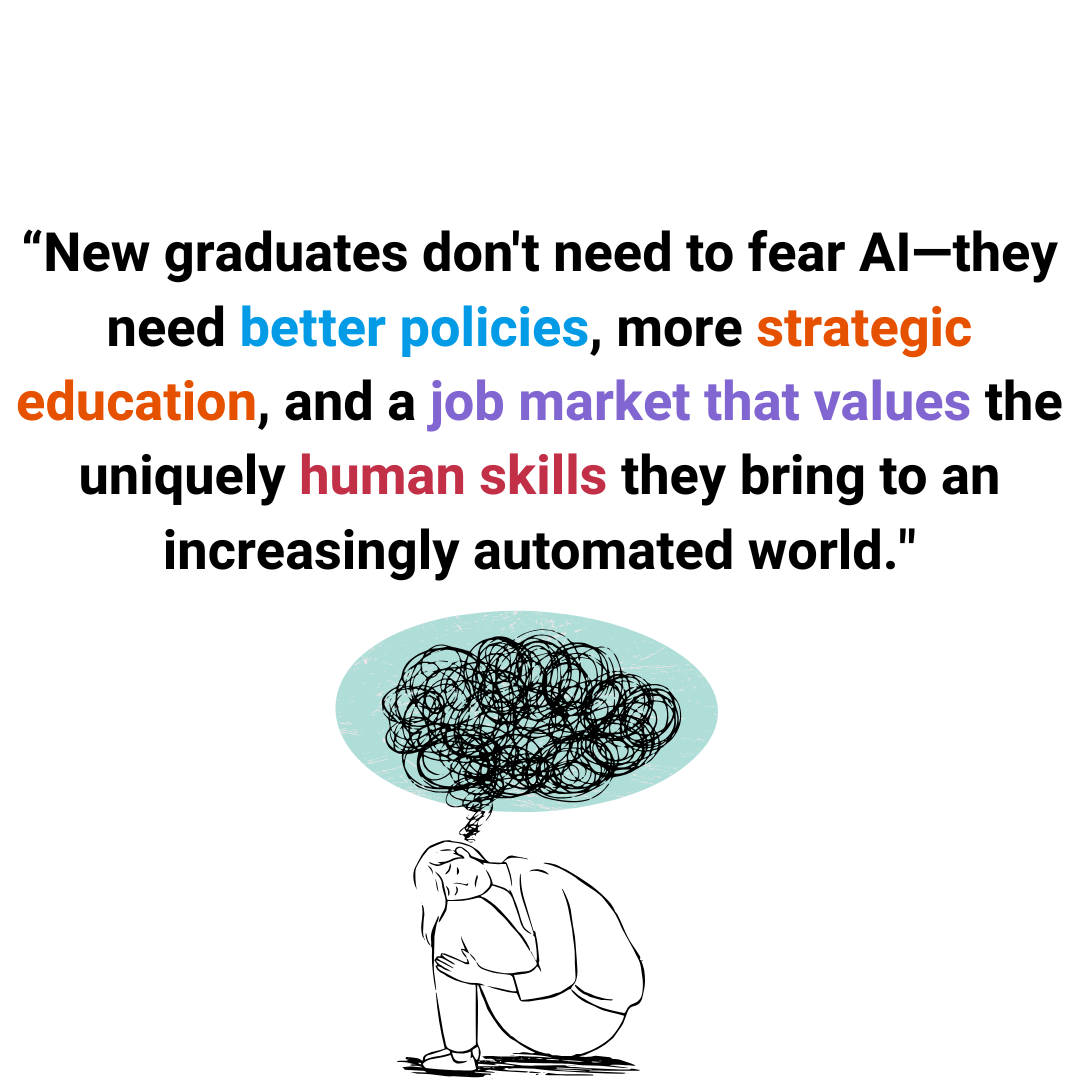 “New graduates don't need to fear AI—they
need better policies, more strategic
education, and a job market that values the
uniquely human skills they bring to an
increasingly automated world."